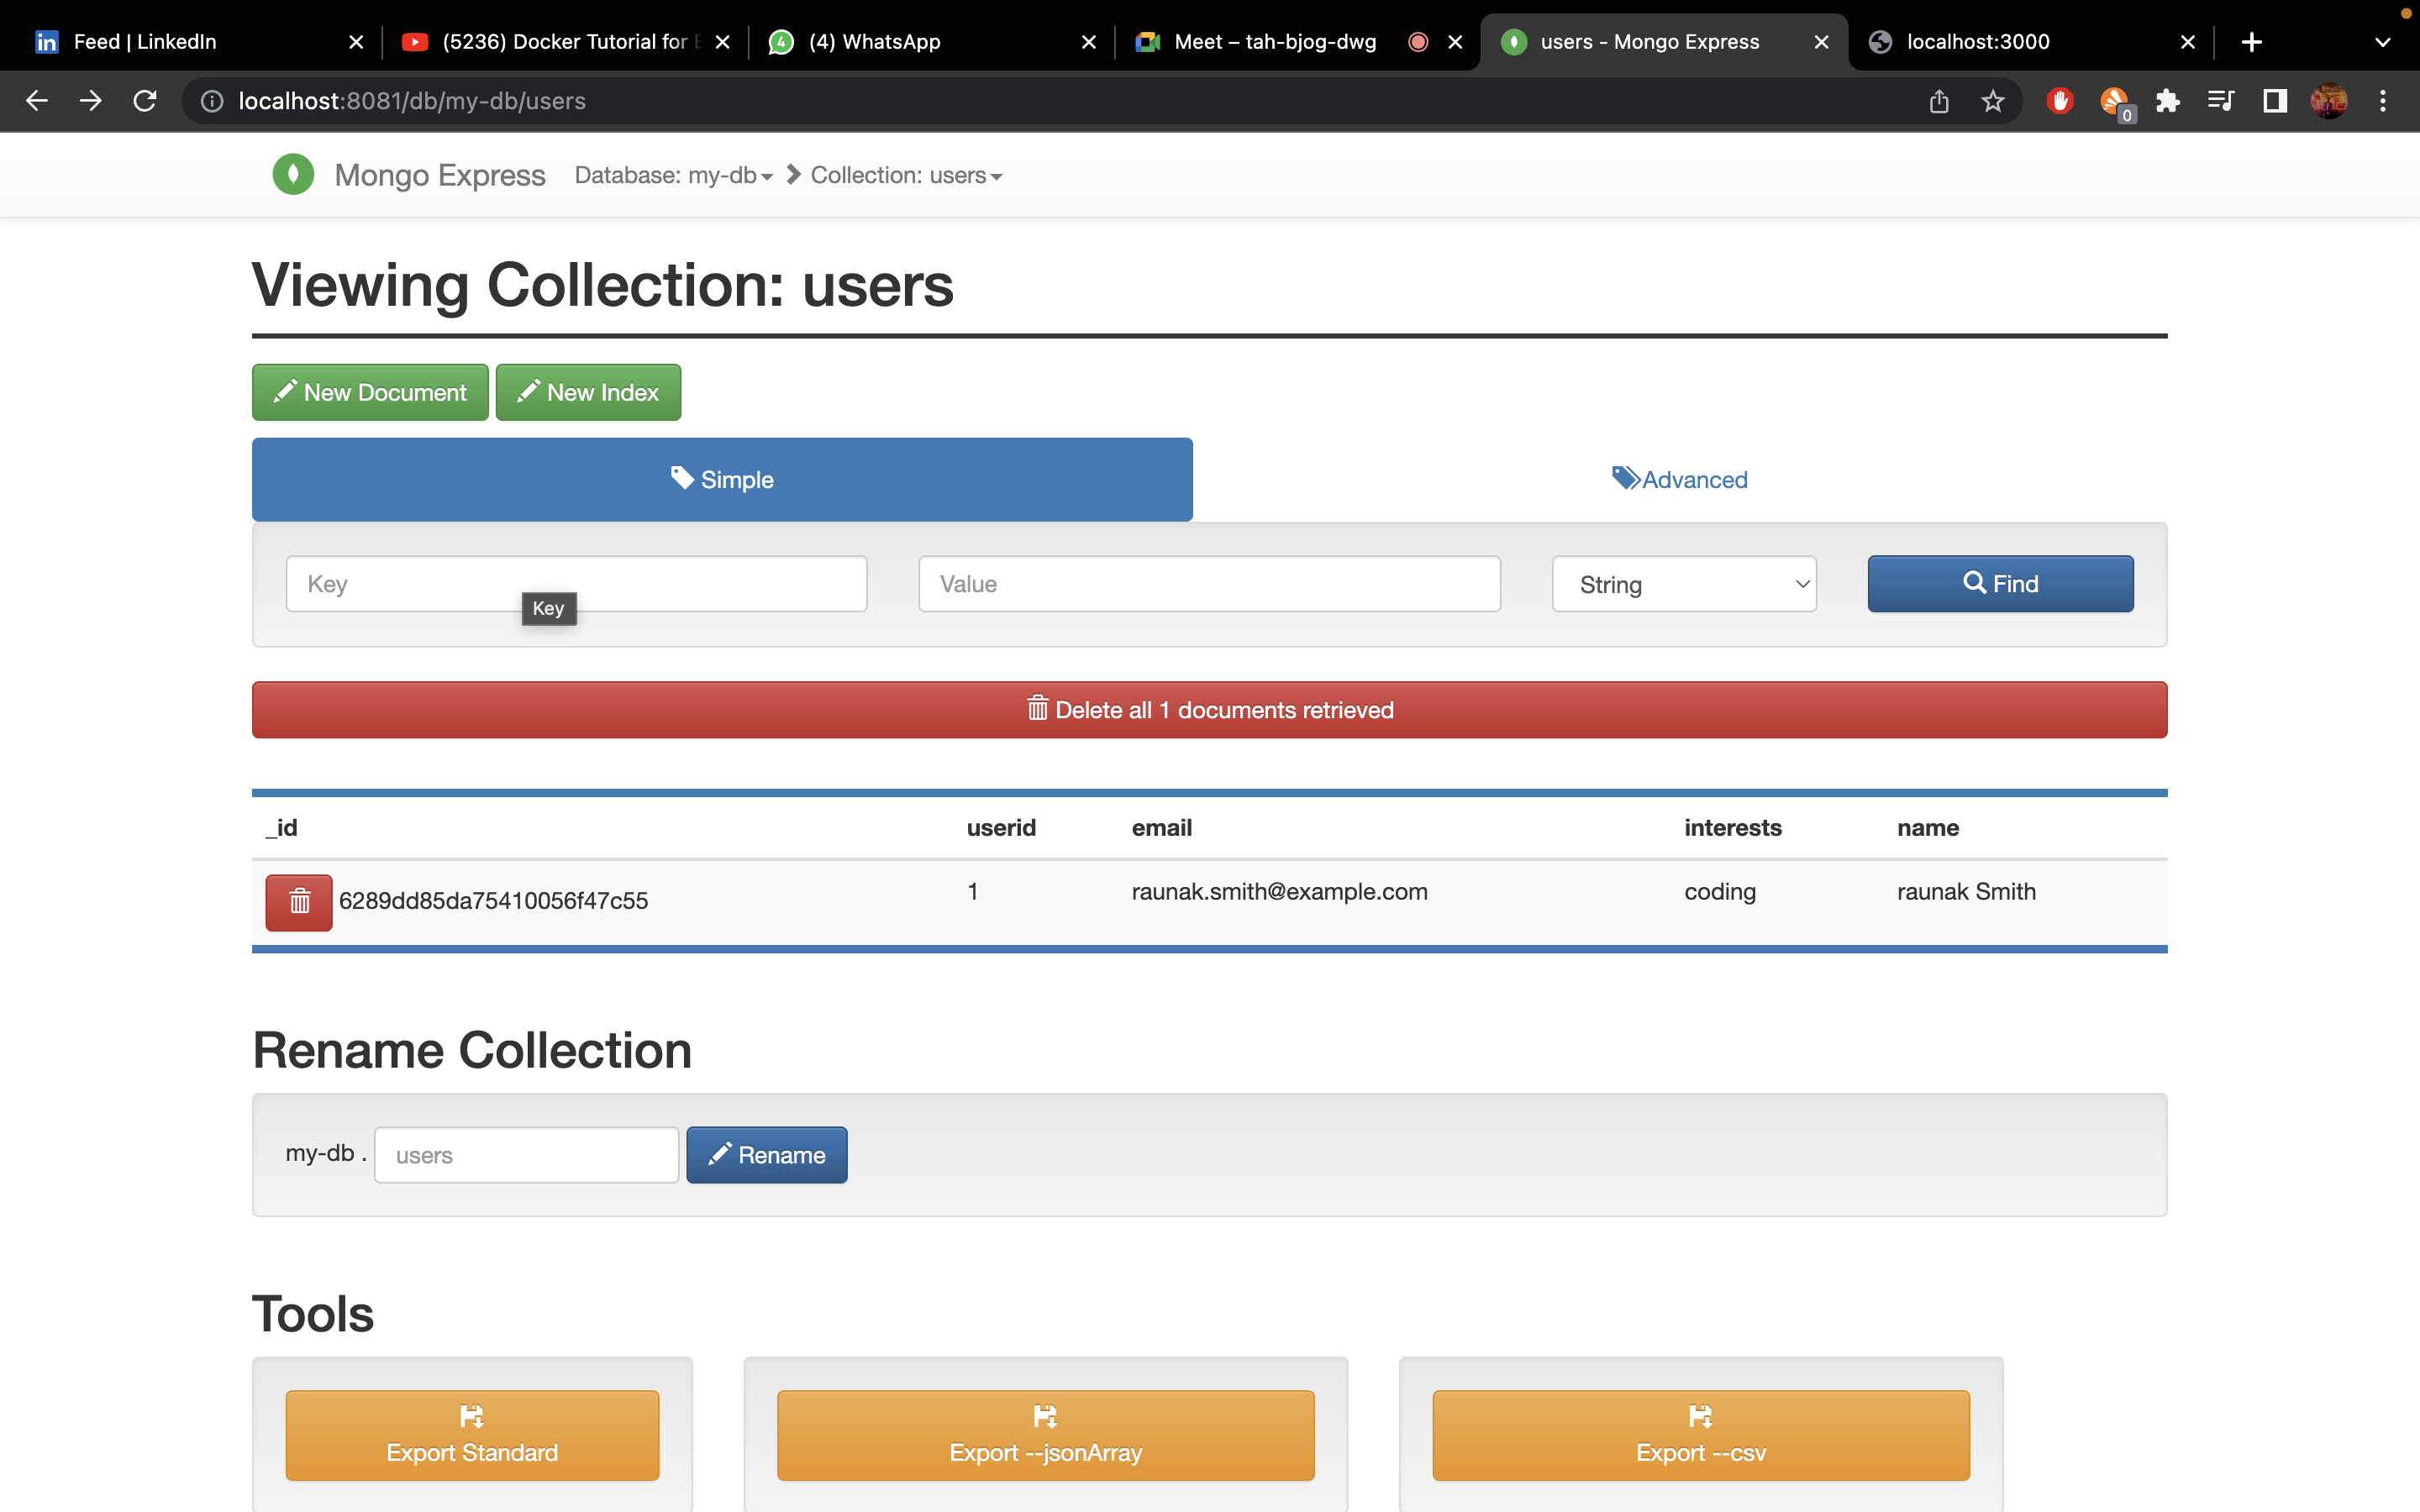 Feed | LinkedIn
(5236) Docker Tutorial for
4
(4) WhatsApp
Meet – tah-bjog-dwg
users - Mongo Express
localhost:3000
localhost:8081/db/my-db/users
0
Mongo Express
Database: my-db
Collection: users
Viewing Collection: users
New Document
New Index
Simple
Advanced
Key
Value
String
Find
Key
Delete all 1 documents retrieved
_id userid email interests name
6289dd85da75410056f47c55 1 raunak.smith@example.com coding raunak Smith
Rename Collection
my-db . users
Rename
Tools
Export Standard
Export --jsonArray
Export --csv